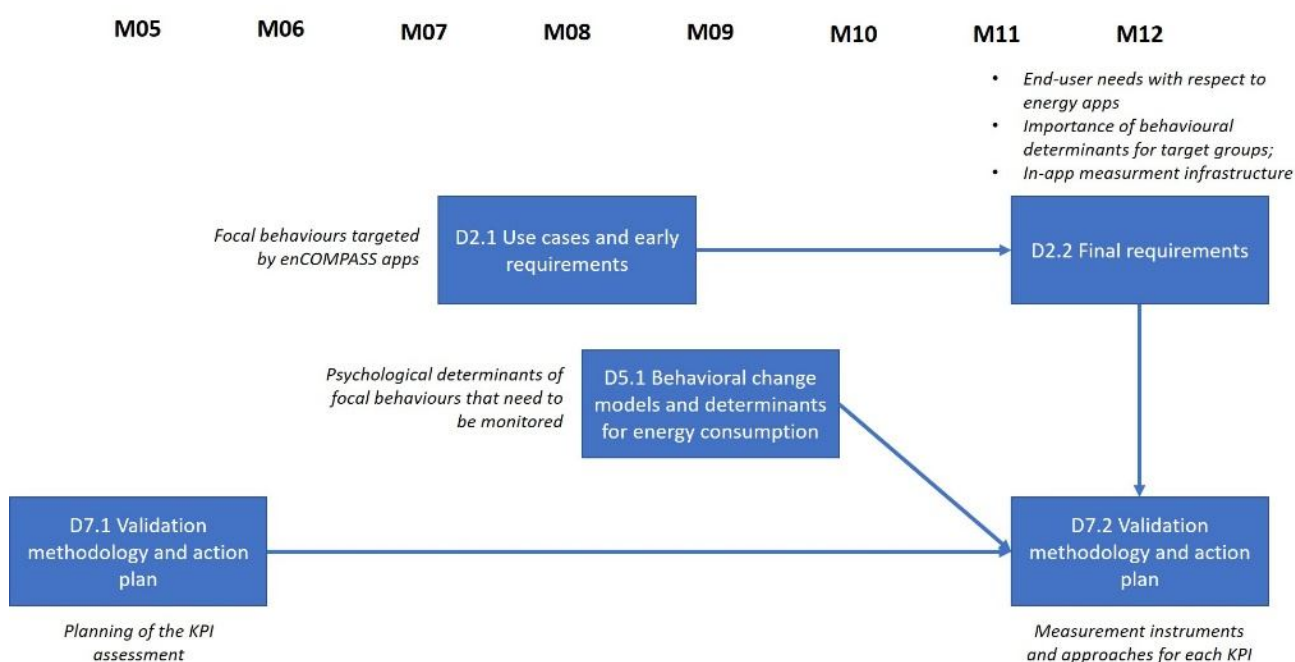 M05 M06 M07 M08 M09 M10 M11 M12
• End-user needs with respect to
energy apps
• Importance of behavioural
determinants for target groups;
• In-app measurment infrastructure
Focal behaviours targeted
by enCOMPASS apps
D2.1 Use cases and early
requirements
D2.2 Final requirements
Psychological determinants of
focal behaviours that need to
be monitored
D5.1 Behavioral change
models and determinants
for energy consumption
D7.1 Validation
methodology and action
plan
D7.2 Validation
methodology and action
plan
Planning of the KPI
assessment
Measurement instruments
and approaches for each KPI